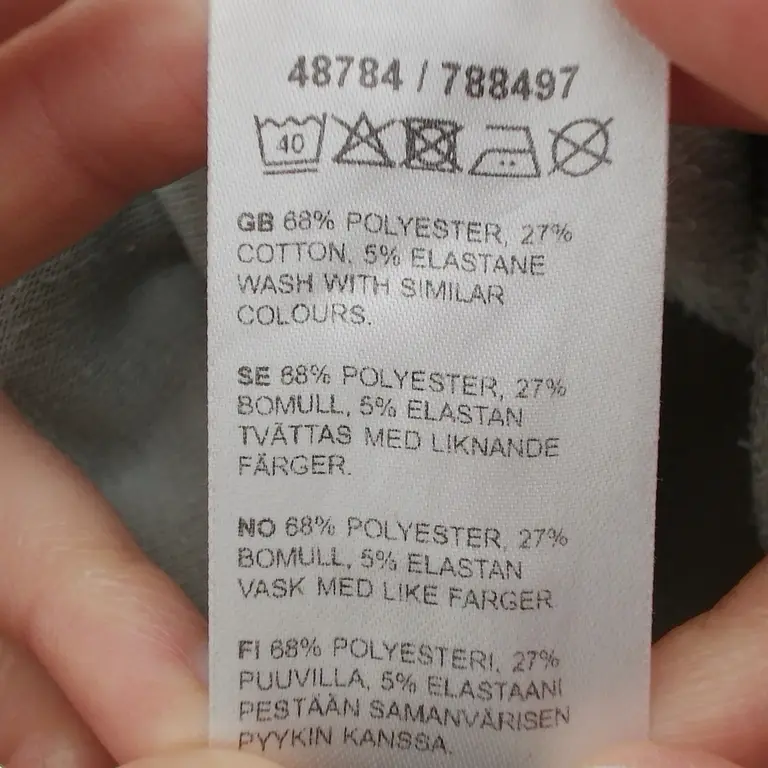 48784 / 788497
40
GB 68% POLYESTER, 27%
COTTON, 5% ELASTANE
WASH WITH SIMILAR
COLOURS.
SE 68% POLYESTER, 27%
BOMULL, 5% ELASTAN
TVÄTTAS MED LIKNANDE
FÄRGER.
NO 68% POLYESTER, 27%
BOMULL, 5% ELASTAN
VASK MED LIKE FARGER
FI 68% POLYESTERI, 27%
PUUVILLA, 5% ELASTAANI
PESTÄÄN SAMANVÄRISEN
PYYKIN KANSSA.